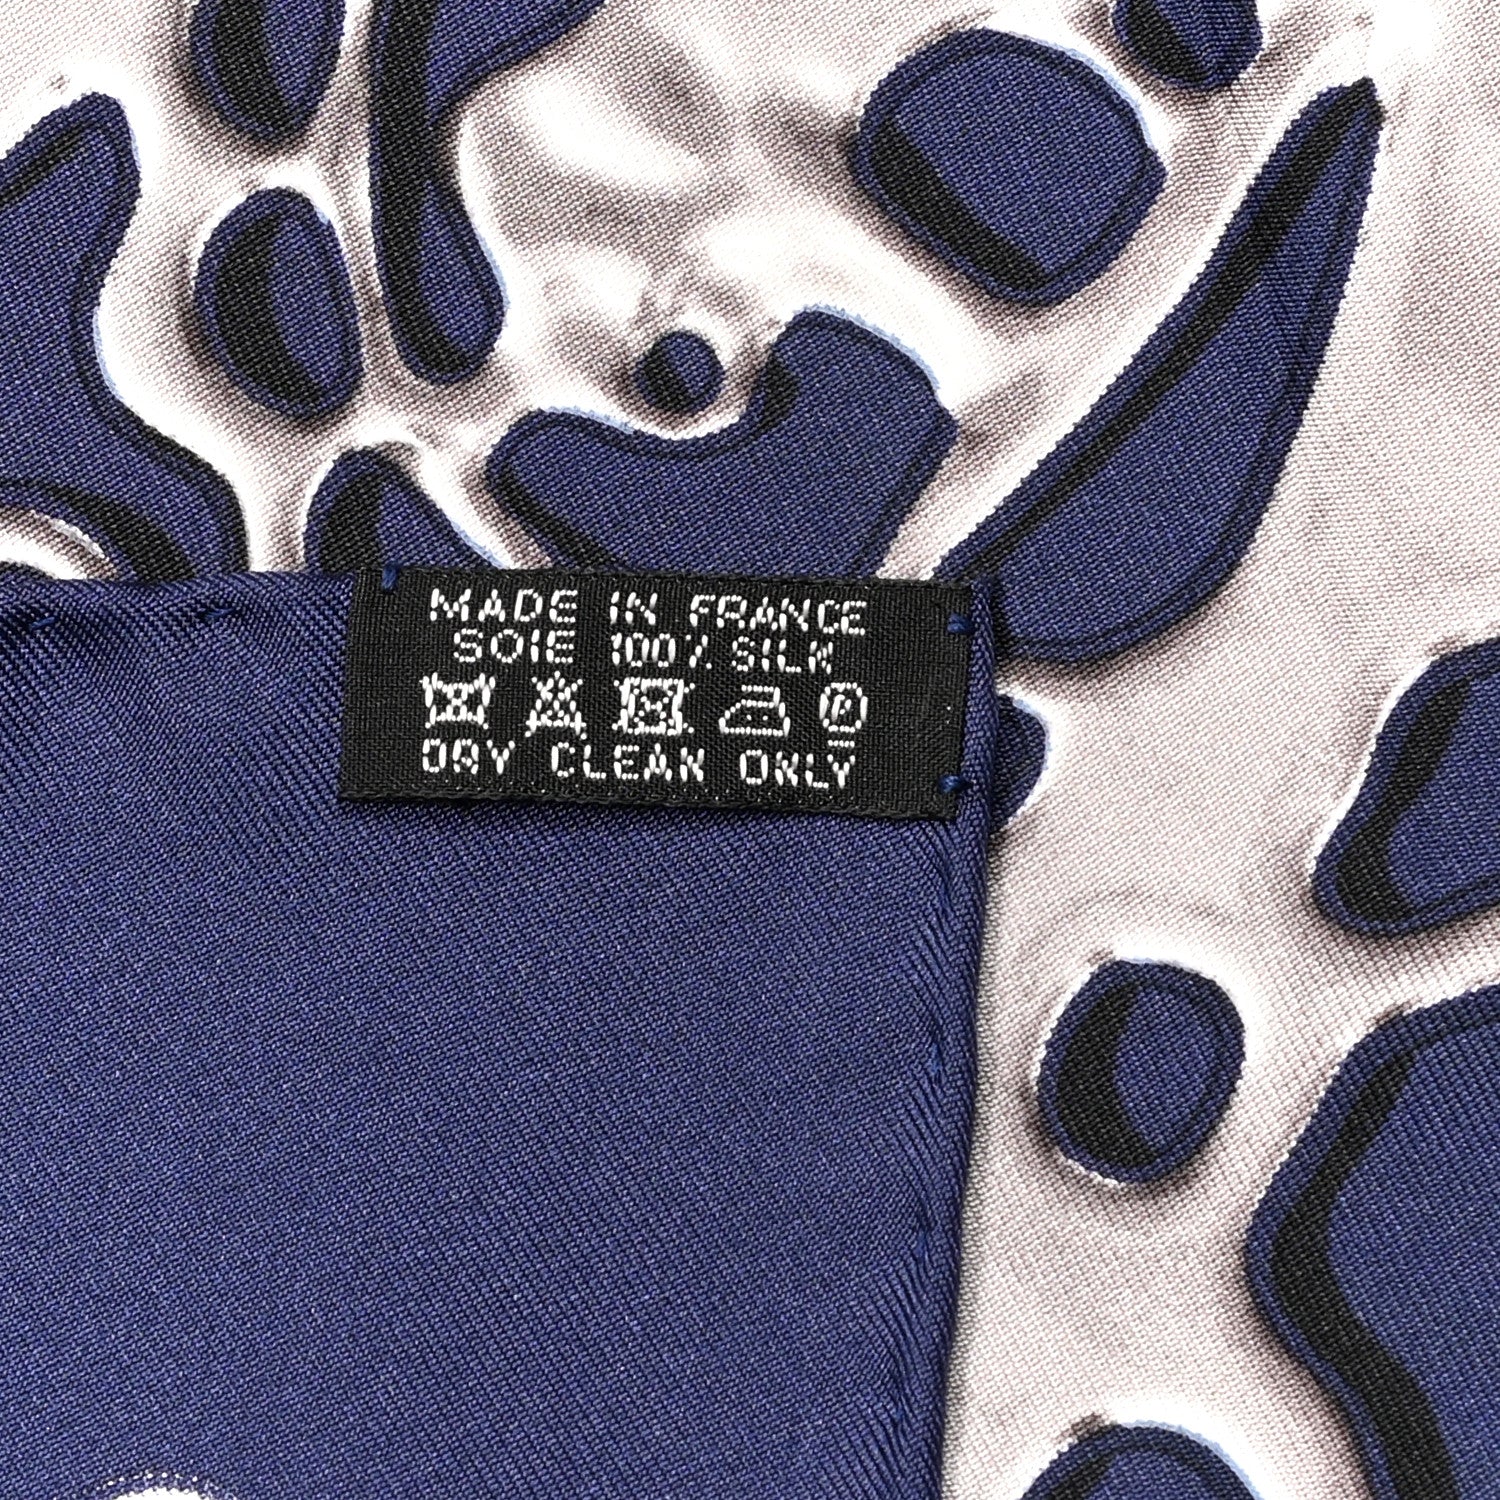 MADE IN FRANCE
SOIE 100% SILK
P
DRY CLEAN ONLY